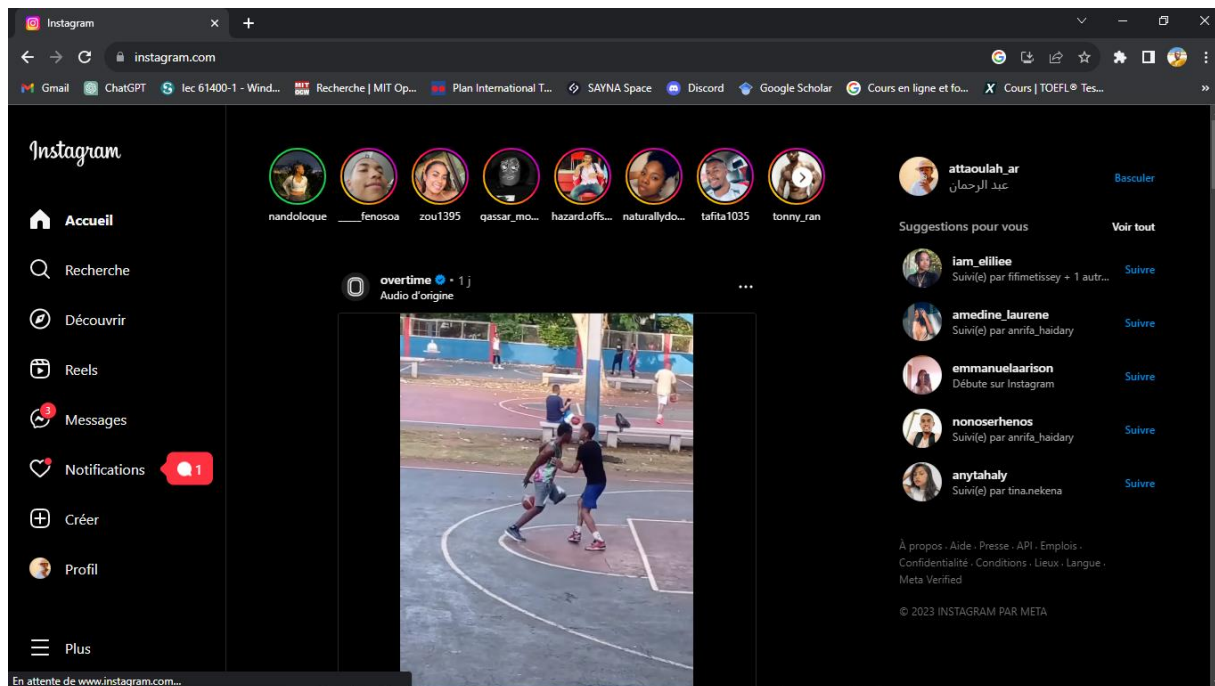 Instagram
instagram.com
Gmail
ChatGPT
Iec 61400-1 - Wind...
Recherche | MIT Op...
Plan International T...
SAYNA Space
Discord
Google Scholar
Cours en ligne et fo...
Cours | TOEFL® Tes...
»
Instagram
Accueil
Recherche
Découvrir
Reels
3
Messages
Notifications
1
Créer
Profil
Plus
En attente de www.instagram.com...
nandoloque
____fenosoa
zou1395
qassar_mo...
hazard.offs...
naturallydo...
tafita1035
tonny_ran
overtime • 1 j
Audio d'origine
attaoulah_ar
عبد الرحمان
Basculer
Suggestions pour vous
Voir tout
iam_eliliee
Suivi(e) par fifimetissey + 1 autr...
Suivre
amedine_laurene
Suivi(e) par anrifa_haidary
Suivre
emmanuelaarison
Débute sur Instagram
Suivre
nonoserhenos
Suivi(e) par anrifa_haidary
Suivre
anytahaly
Suivi(e) par tina.nekena
Suivre
À propos · Aide · Presse · API · Emplois ·
Confidentialité · Conditions · Lieux · Langue ·
Meta Verified
© 2023 INSTAGRAM PAR META